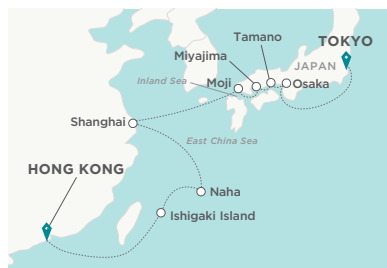 Tamano
TOKYO
Miyajima
JAPAN
Inland Sea
Moji
Osaka
Shanghai
East China Sea
HONG KONG
Naha
Ishigaki Island